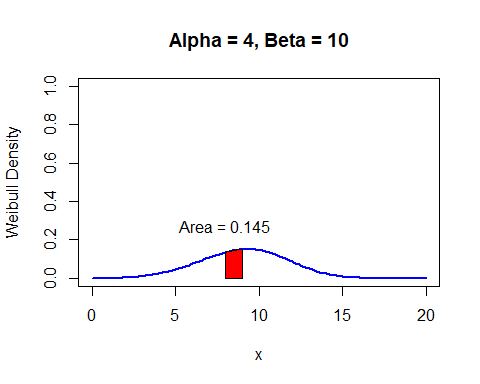 Alpha = 4, Beta = 10
Weibull Density
1.0
0.8
0.6
0.4
0.2
0.0
Area = 0.145
0 5 10 15 20
x